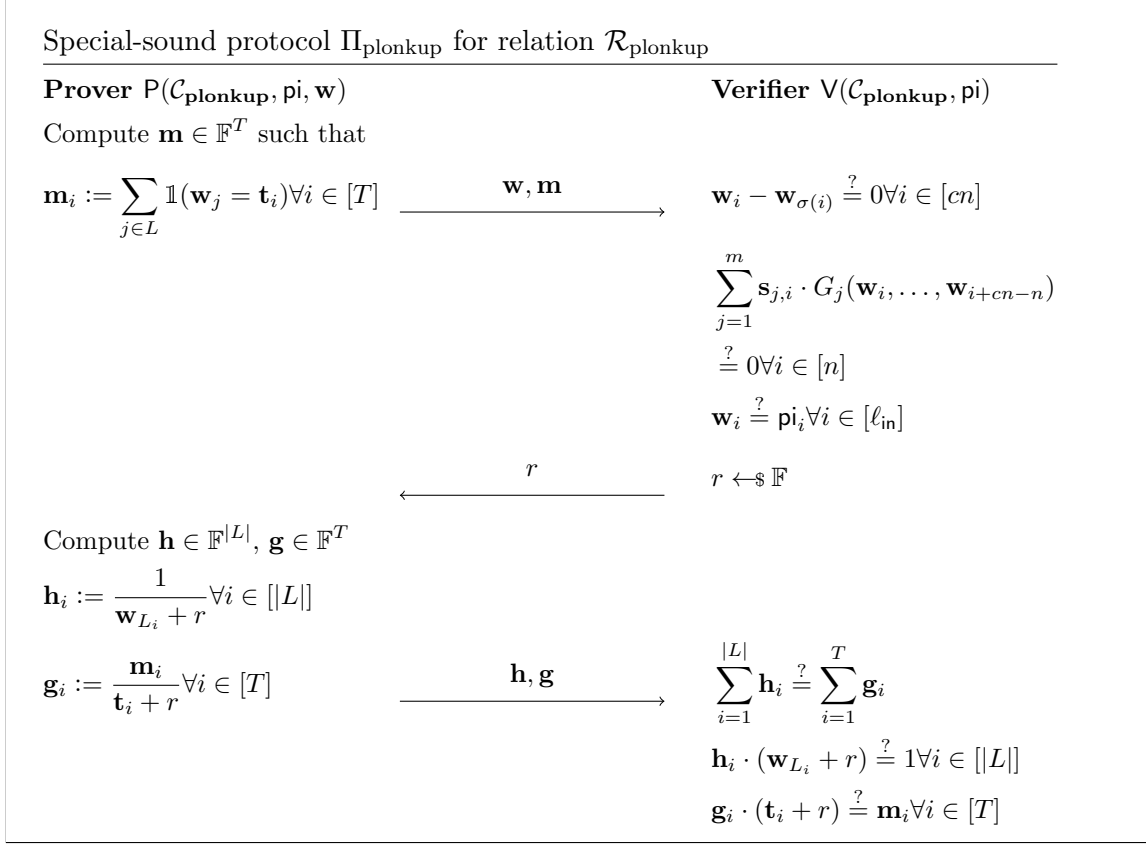 Special-sound protocol Π_plonkup for relation R_plonkup
Prover P(C_plonkup, pi, w) Verifier V(C_plonkup, pi)
Compute m ∈ F^T such that
m_i := ∑_{j∈L} 𝟙(w_j = t_i)∀i ∈ [T] w, m w_i − w_{σ(i)} ≟ 0∀i ∈ [cn]
∑_{j=1}^{m} s_{j,i} · G_j(w_i, . . . , w_{i+cn−n})
≟ 0∀i ∈ [n]
w_i ≟ pi_i∀i ∈ [ℓ_in]
r r ←$ F
Compute h ∈ F^{|L|}, g ∈ F^T
h_i := 1/(w_{L_i} + r) ∀i ∈ [|L|]
g_i := m_i/(t_i + r) ∀i ∈ [T] h, g ∑_{i=1}^{|L|} h_i ≟ ∑_{i=1}^{T} g_i
h_i · (w_{L_i} + r) ≟ 1∀i ∈ [|L|]
g_i · (t_i + r) ≟ m_i∀i ∈ [T]